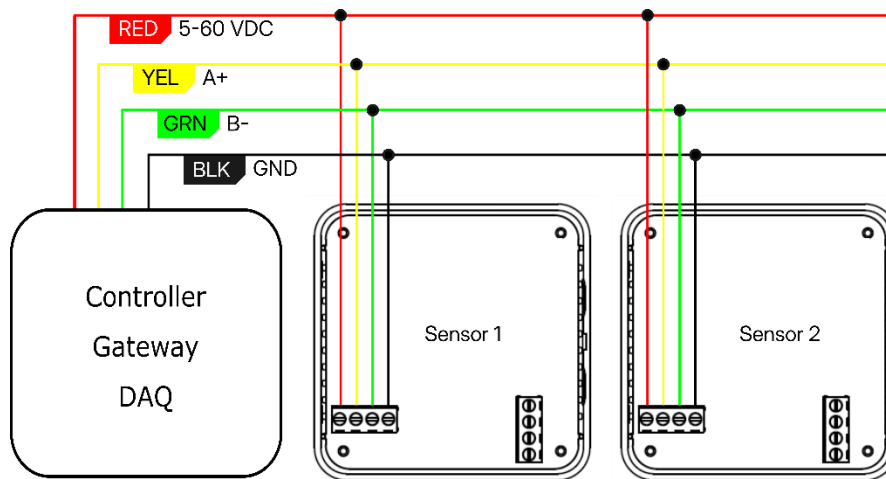 RED 5-60 VDC
YEL A+
GRN B-
BLK GND
Controller
Gateway
DAQ
Sensor 1
Sensor 2